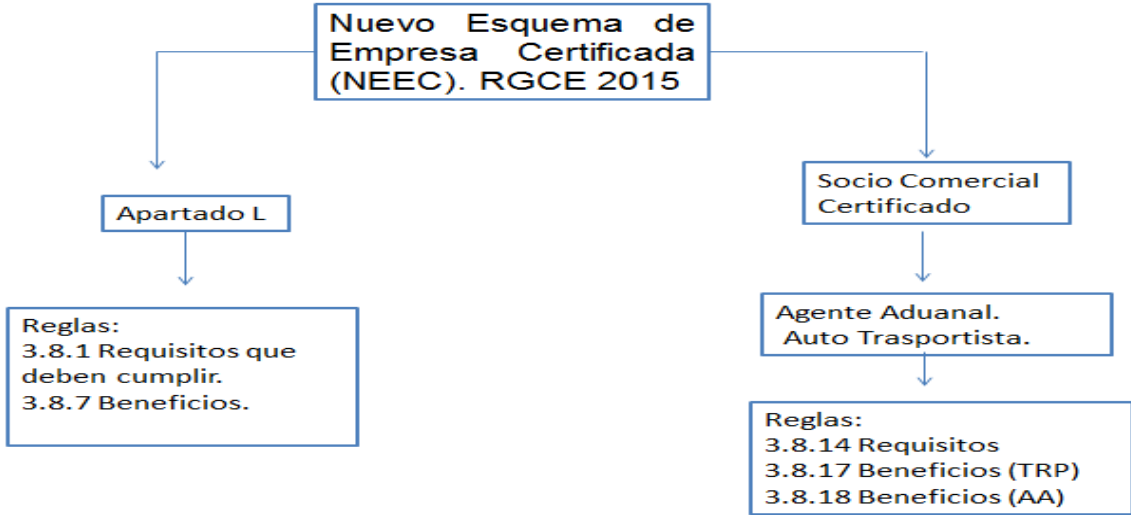 Nuevo Esquema de
Empresa Certificada
(NEEC). RGCE 2015
Apartado L
Reglas:
3.8.1 Requisitos que
deben cumplir.
3.8.7 Beneficios.
Socio Comercial
Certificado
Agente Aduanal.
Auto Trasportista.
Reglas:
3.8.14 Requisitos
3.8.17 Beneficios (TRP)
3.8.18 Beneficios (AA)